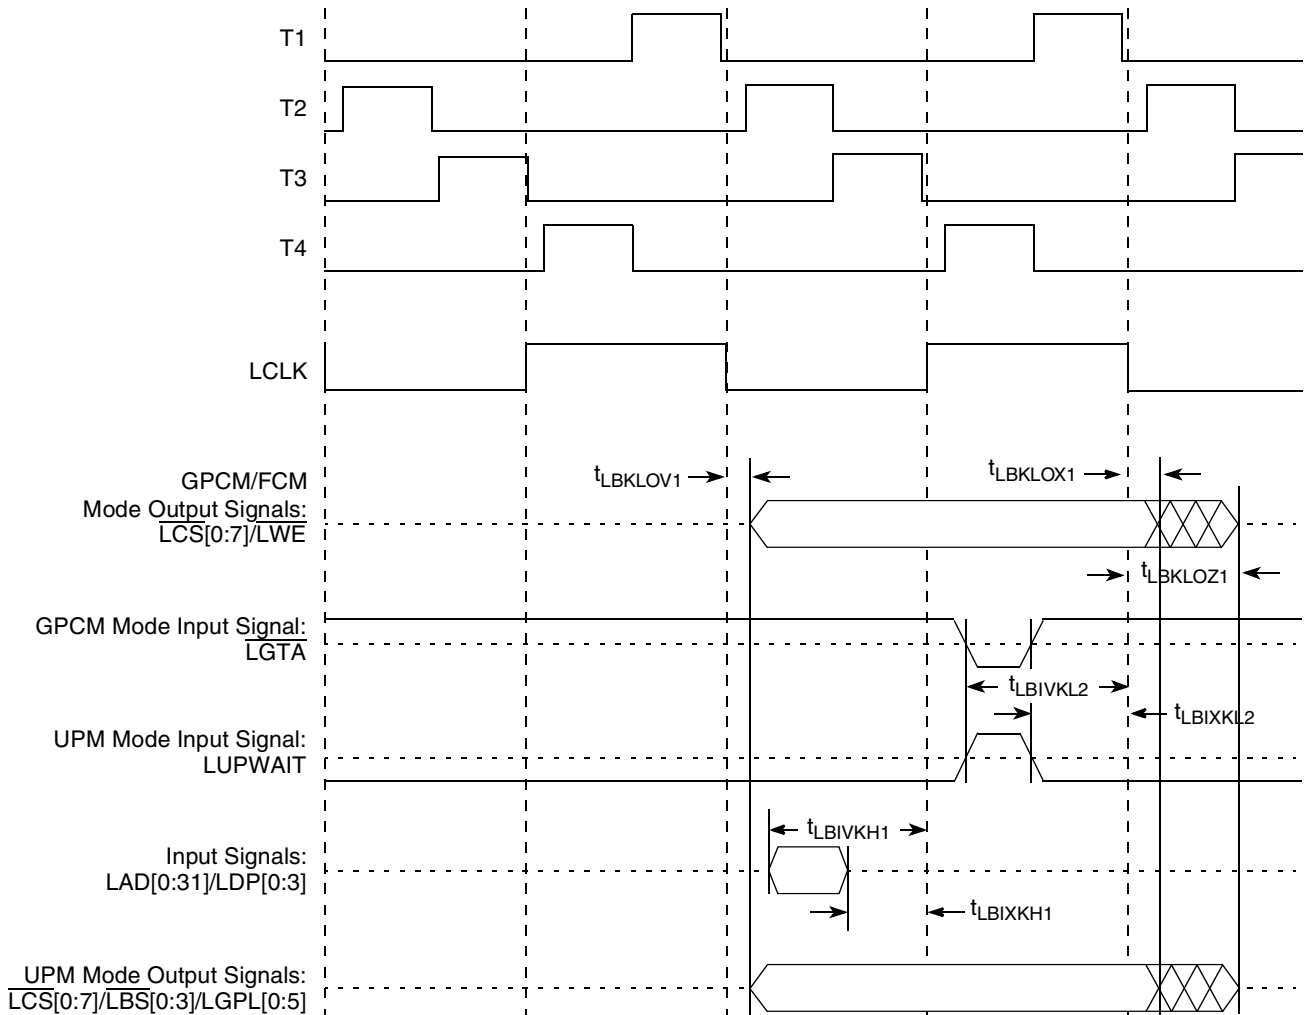 T1
T2
T3
T4
LCLK
GPCM/FCM
Mode Output Signals:
LCS[0:7]/LWE
tLBKLOV1
tLBKLOX1
tLBKLOZ1
GPCM Mode Input Signal:
LGTA
tLBIVKL2
tLBIXKL2
UPM Mode Input Signal:
LUPWAIT
tLBIVKH1
Input Signals:
LAD[0:31]/LDP[0:3]
tLBIXKH1
UPM Mode Output Signals:
LCS[0:7]/LBS[0:3]/LGPL[0:5]